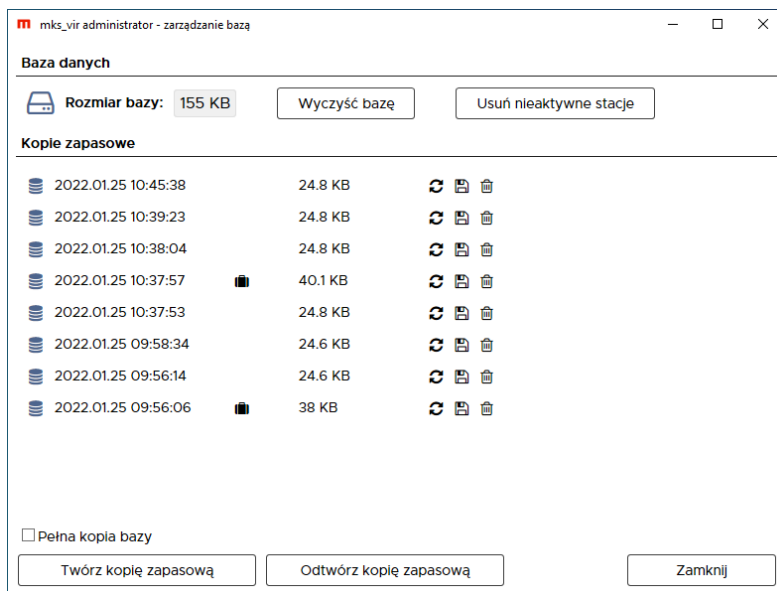 mks_vir administrator - zarządzanie bazą
Baza danych
Rozmiar bazy: 155 KB Wyczyść bazę Usuń nieaktywne stacje
Kopie zapasowe
2022.01.25 10:45:38 24.8 KB
2022.01.25 10:39:23 24.8 KB
2022.01.25 10:38:04 24.8 KB
2022.01.25 10:37:57 40.1 KB
2022.01.25 10:37:53 24.8 KB
2022.01.25 09:58:34 24.6 KB
2022.01.25 09:56:14 24.6 KB
2022.01.25 09:56:06 38 KB
Pełna kopia bazy
Twórz kopię zapasową Odtwórz kopię zapasową Zamknij